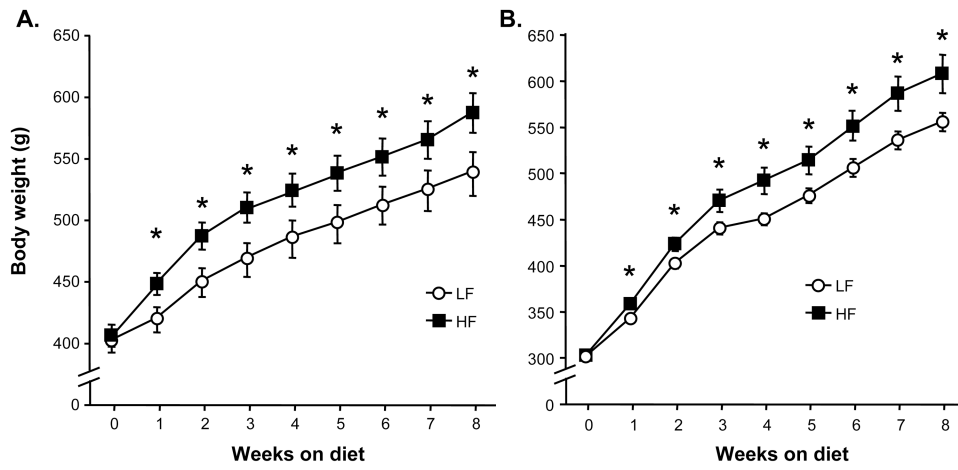 A.
650
600
550
500
450
400
0
Body weight (g)
* * * * * * * *
LF
HF
0 1 2 3 4 5 6 7 8
Weeks on diet
B.
650
600
550
500
450
400
350
300
0
* * * * * * * *
LF
HF
0 1 2 3 4 5 6 7 8
Weeks on diet